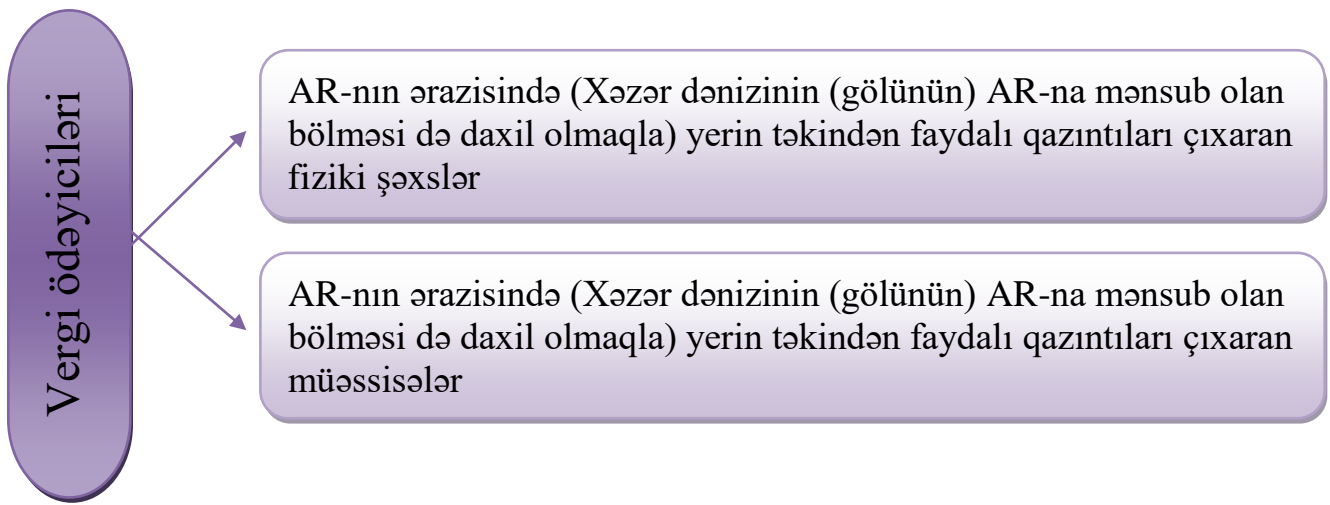 Vergi ödəyiciləri
AR-nın ərazisində (Xəzər dənizinin (gölünün) AR-na mənsub olan
bölməsi də daxil olmaqla) yerin təkindən faydalı qazıntıları çıxaran
fiziki şəxslər
AR-nın ərazisində (Xəzər dənizinin (gölünün) AR-na mənsub olan
bölməsi də daxil olmaqla) yerin təkindən faydalı qazıntıları çıxaran
müəssisələr